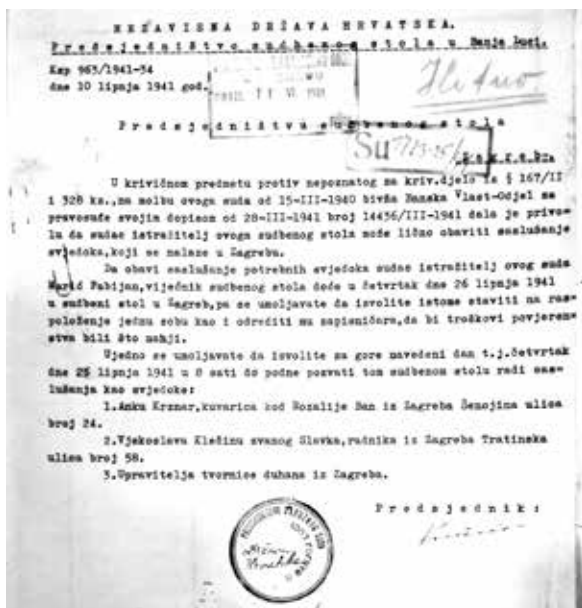 NEZAVISNA DRŽAVA HRVATSKA.
Predsjedništvo sudbenog stola u Banja Luci.
Kzp 963/1941-34
dne 10 lipnja 1941 god.
Hitno.
Predsjedništvu sudbenog stola
Su
Zagreb.
U krivičnom predmetu protiv nepoznatog za kriv.djelo iz § 167/II
i 328 kz.,na molbu ovoga suda od 15-III-1940 bivša Banska Vlast-Odjel za
pravosuđe svojim dopisom od 28-III-1941 broj 14436/III-1941 dala je privo-
lu da sudac istražitelj ovoga sudbenog stola može lično obaviti saslušanje
svjedoka,koji se nalaze u Zagrebu.
Da obavi saslušanje potrebnih svjedoka sudac istražitelj ovog suda
Marić Fabijan,vijećnik sudbenog stola dođe u četvrtak dne 26 lipnja 1941
u sudbeni stol u Zagreb,pa se umoljavate da izvolite istome staviti na ras-
položenje jednu sobu kao i odrediti mu zapisničara,da bi troškovi povjeren-
stva bili što manji.
Ujedno se umoljavate da izvolite za gore navedeni dan t.j.četvrtak
dne 26 lipnja 1941 u 8 sati do podne pozvati tom sudbenom stolu radi sas-
lušanja kao svjedoke:
1.Anku Krznar,kuvarica kod Rozalije Ban iz Zagreba Šenojina ulica
broj 24.
2.Vjekoslava Klešinu zvanog Slavka,radnika iz Zagreba Tratinska
ulica broj 58.
3.Upravitelja tvornice duhana iz Zagreba.
Predsjednik: